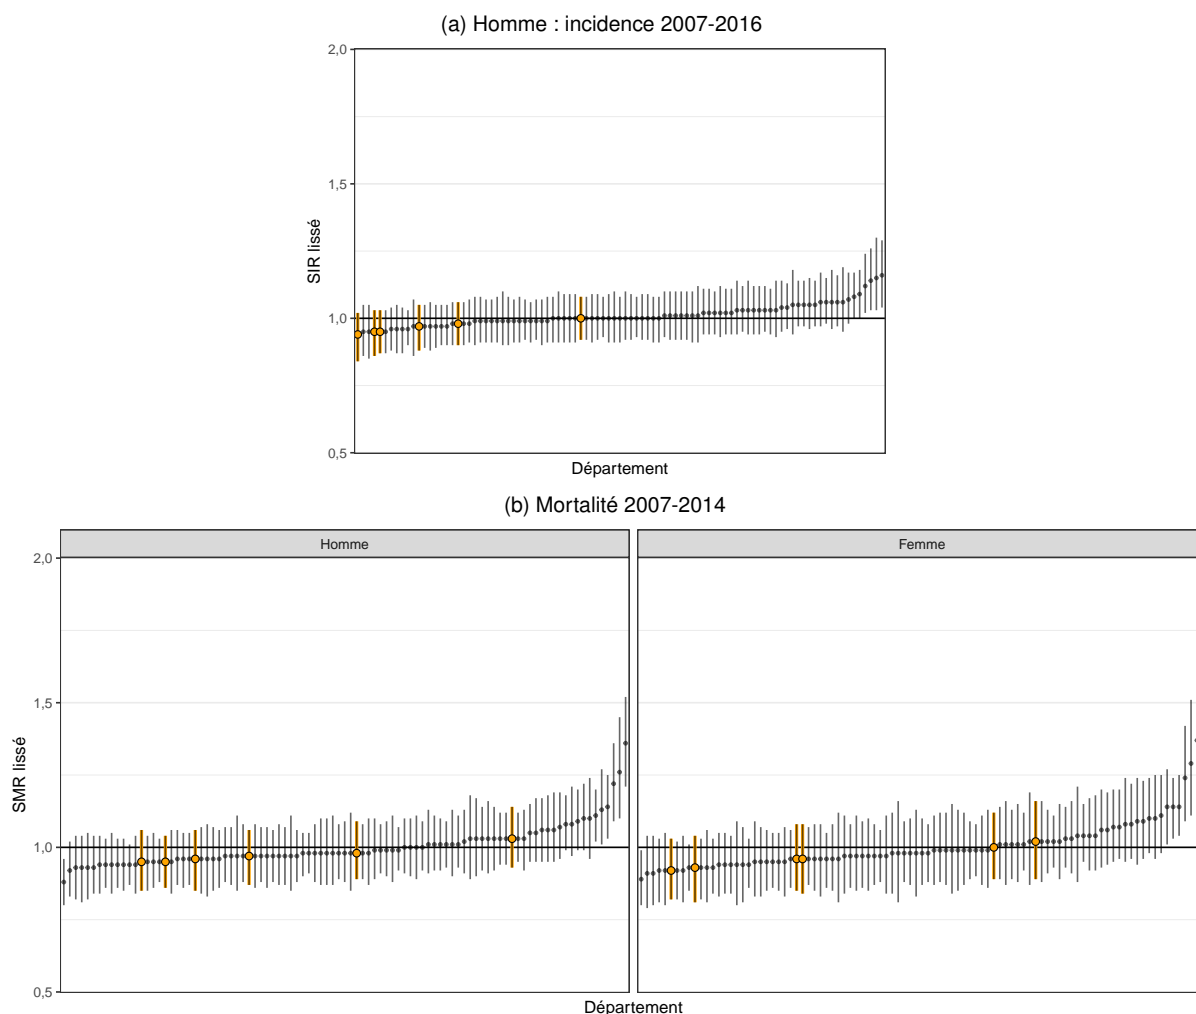 (a) Homme : incidence 2007-2016
2,0
1,5
1,0
0,5
SIR lissé
Département
(b) Mortalité 2007-2014
Homme
Femme
2,0
1,5
1,0
0,5
SMR lissé
Département